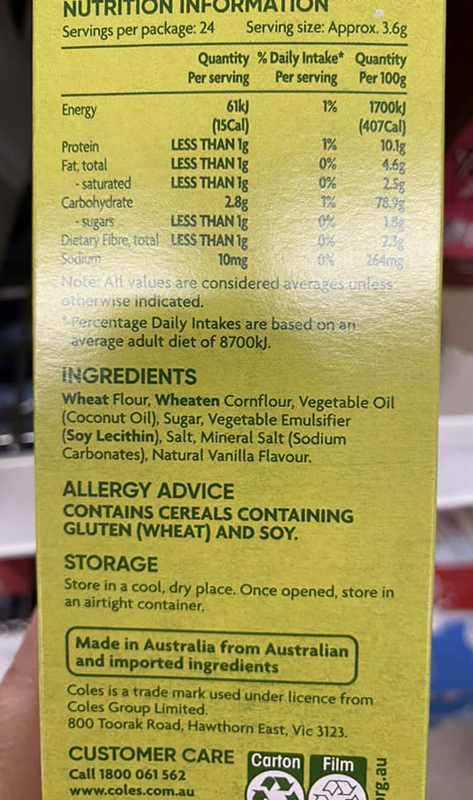 NUTRITION INFORMATION
Servings per package: 24 Serving size: Approx. 3.6g
Quantity % Daily Intake* Quantity
Per serving Per serving Per 100g
Energy 61kJ 1% 1700kJ
(15Cal) (407Cal)
Protein LESS THAN 1g 1% 10.1g
Fat, total LESS THAN 1g 0% 4.6g
- saturated LESS THAN 1g 0% 2.5g
Carbohydrate 2.8g 1% 78.9g
- sugars LESS THAN 1g 0% 1.8g
Dietary Fibre, total LESS THAN 1g 0% 2.3g
Sodium 10mg 0% 264mg
Note: All values are considered averages unless
otherwise indicated.
* Percentage Daily Intakes are based on an
average adult diet of 8700kJ.
INGREDIENTS
Wheat Flour, Wheaten Cornflour, Vegetable Oil
(Coconut Oil), Sugar, Vegetable Emulsifier
(Soy Lecithin), Salt, Mineral Salt (Sodium
Carbonates), Natural Vanilla Flavour.
ALLERGY ADVICE
CONTAINS CEREALS CONTAINING
GLUTEN (WHEAT) AND SOY.
STORAGE
Store in a cool, dry place. Once opened, store in
an airtight container.
Made in Australia from Australian
and imported ingredients
Coles is a trade mark used under licence from
Coles Group Limited.
800 Toorak Road, Hawthorn East, Vic 3123.
CUSTOMER CARE
Call 1800 061 562
www.coles.com.au
Carton Film
rg.au